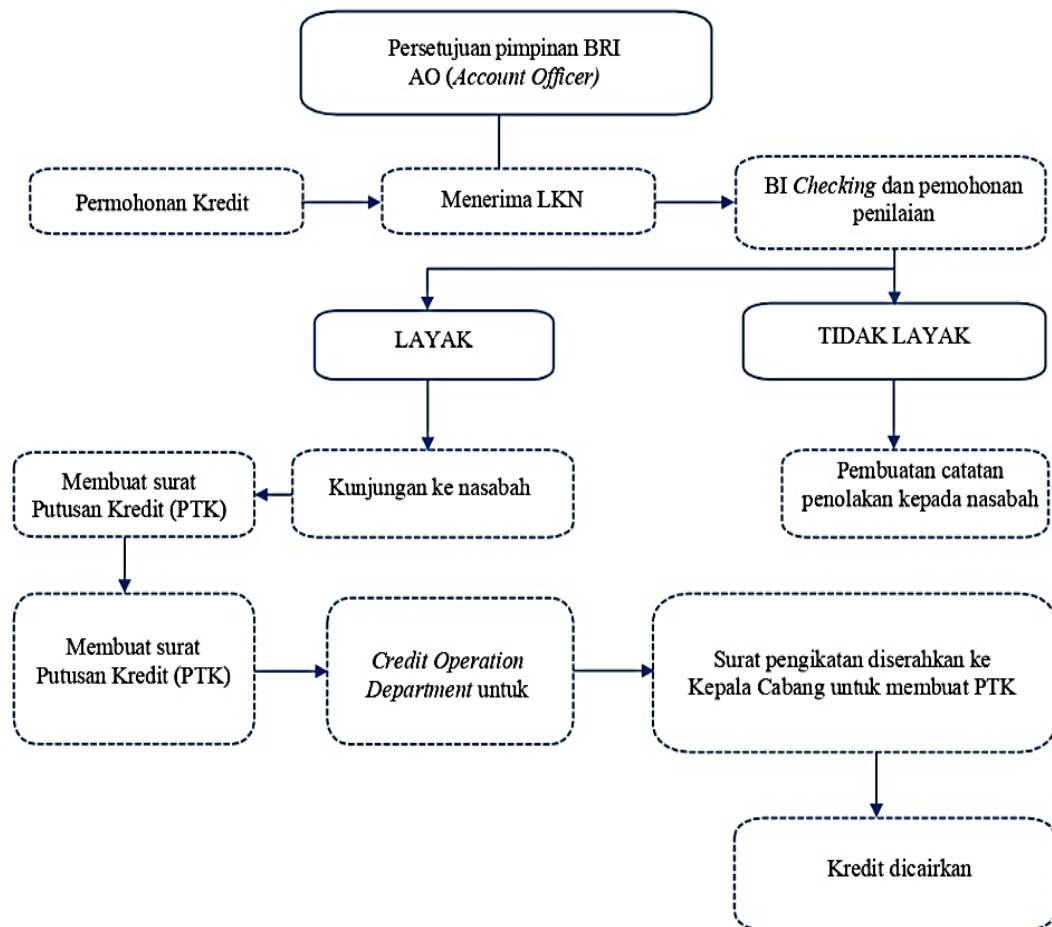 Persetujuan pimpinan BRI
AO (Account Officer)
Permohonan Kredit
Menerima LKN
BI Checking dan pemohonan
penilaian
LAYAK
TIDAK LAYAK
Membuat surat
Putusan Kredit (PTK)
Kunjungan ke nasabah
Pembuatan catatan
penolakan kepada nasabah
Membuat surat
Putusan Kredit (PTK)
Credit Operation
Department untuk
Surat pengikatan diserahkan ke
Kepala Cabang untuk membuat PTK
Kredit dicairkan